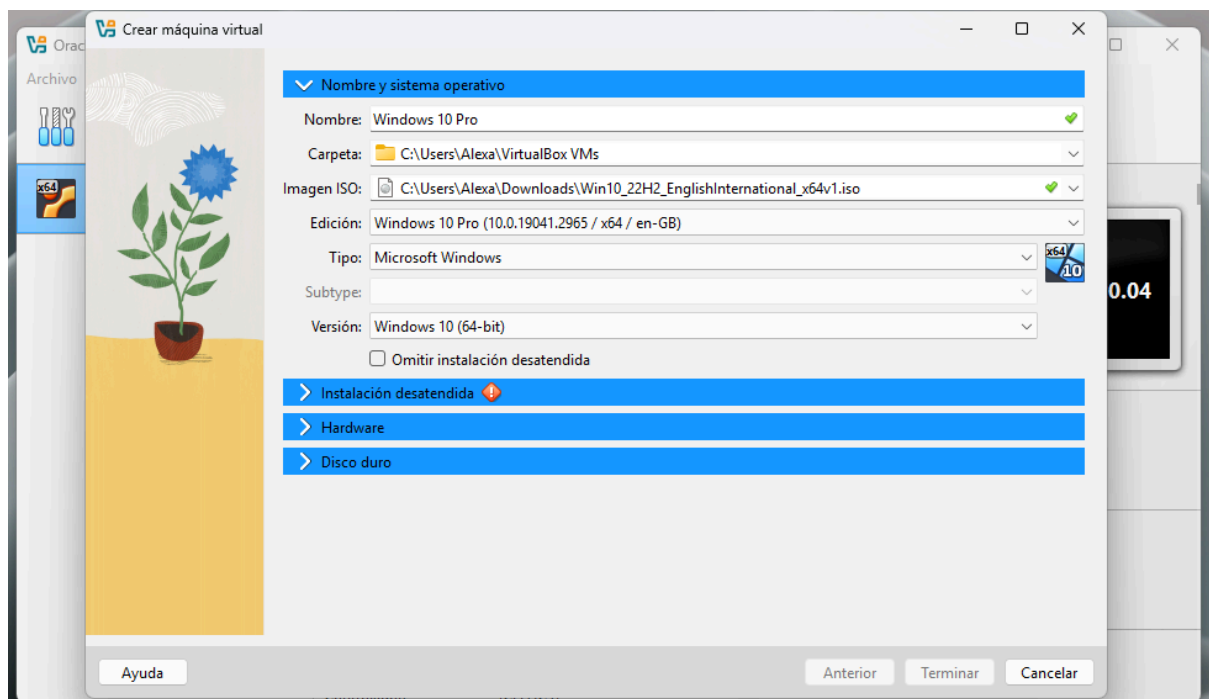 Crear máquina virtual
Orac
Archivo
Nombre y sistema operativo
Nombre: Windows 10 Pro
Carpeta: C:\Users\Alexa\VirtualBox VMs
Imagen ISO: C:\Users\Alexa\Downloads\Win10_22H2_EnglishInternational_x64v1.iso
Edición: Windows 10 Pro (10.0.19041.2965 / x64 / en-GB)
Tipo: Microsoft Windows
x64
10
x64
Subtype:
0.04
Versión: Windows 10 (64-bit)
Omitir instalación desatendida
Instalación desatendida
Hardware
Disco duro
Ayuda
Anterior
Terminar
Cancelar